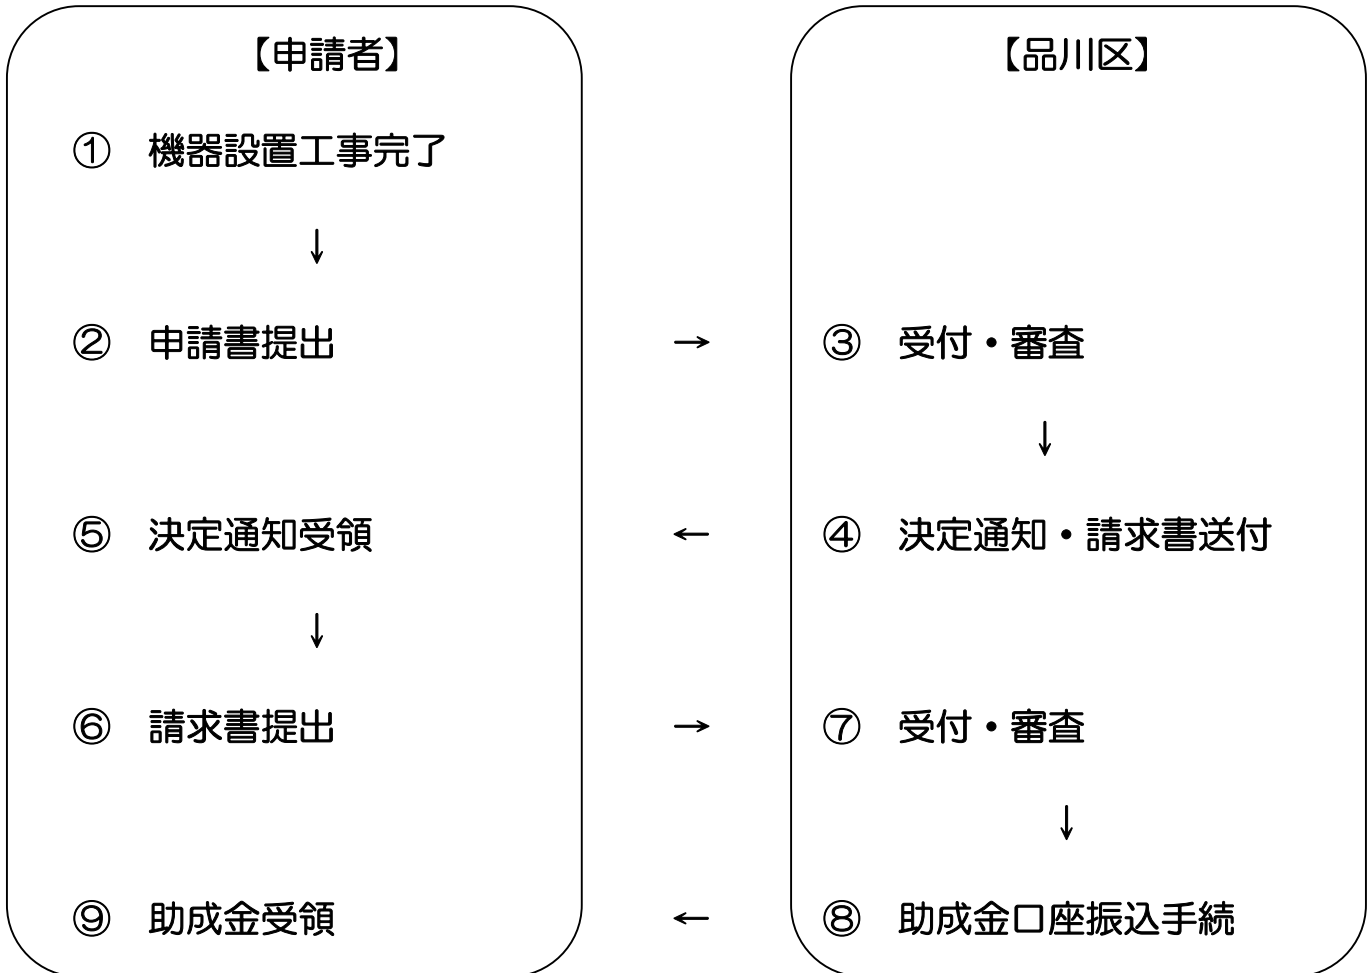 【申請者】 【品川区】
① 機器設置工事完了
↓
② 申請書提出 → ③ 受付・審査
↓
⑤ 決定通知受領 ← ④ 決定通知・請求書送付
↓
⑥ 請求書提出 → ⑦ 受付・審査
↓
⑨ 助成金受領 ← ⑧ 助成金口座振込手続